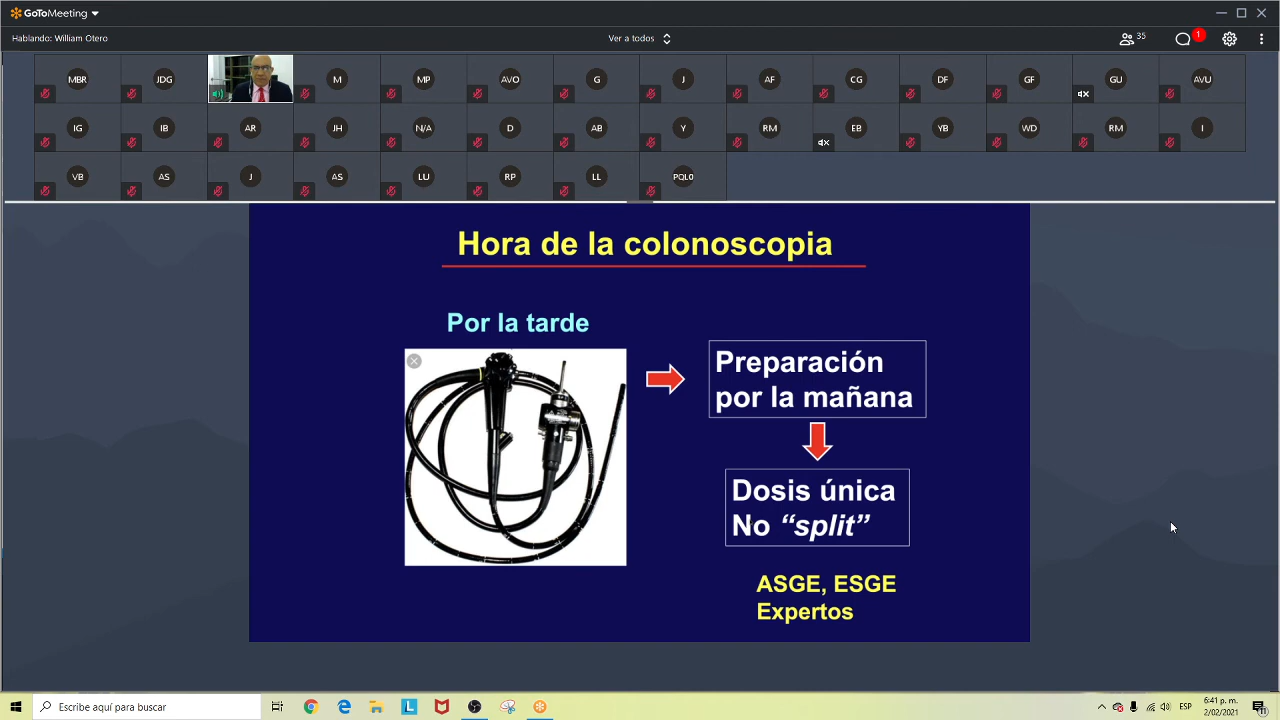 GoToMeeting
Hablando: William Otero
Ver a todos
35
1
MBR
JDG
M
MP
AVO
G
J
AF
CG
DF
GF
GU
AVU
IG
IB
AR
JH
N/A
D
AB
Y
RM
EB
YB
WD
RM
I
VB
AS
J
AS
LU
RP
LL
PQL0
Hora de la colonoscopia
Por la tarde
Preparación
por la mañana
Dosis única
No “split”
ASGE, ESGE
Expertos
Escribe aquí para buscar
ESP
6:41 p. m.
2/02/2021